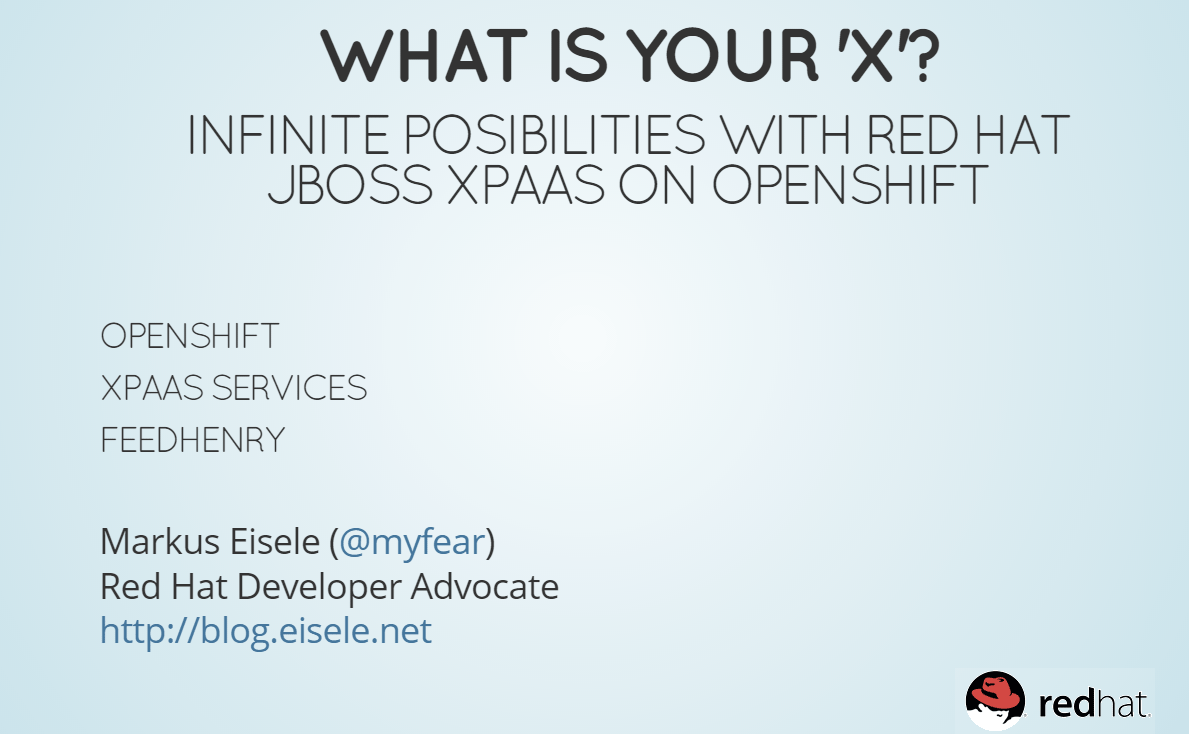 WHAT IS YOUR 'X'?
INFINITE POSIBILITIES WITH RED HAT
JBOSS XPAAS ON OPENSHIFT
OPENSHIFT
XPAAS SERVICES
FEEDHENRY
Markus Eisele (@myfear)
Red Hat Developer Advocate
http://blog.eisele.net
redhat.